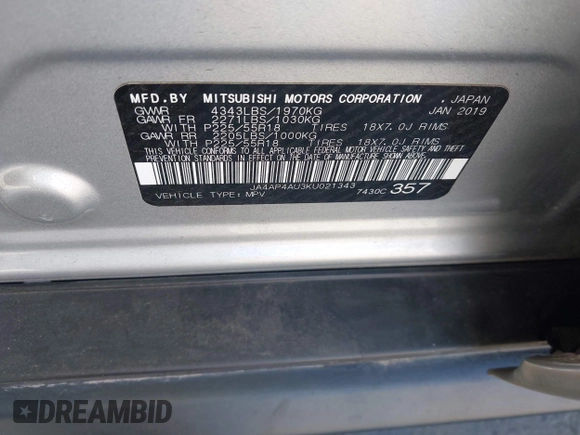 MFD.BY MITSUBISHI MOTORS CORPORATION , JAPAN
GVWR 4343LBS/1970KG JAN 2019
GAWR FR 2271LBS/1030KG
WITH P225/55R18 TIRES 18X7.0J RIMS
GAWR RR 2205LBS/1000KG
WITH P225/55R18 TIRES 18X7.0J RIMS
THIS VEHICLE CONFORMS TO ALL APPLICABLE FEDERAL MOTOR VEHICLE SAFETY AND
THEFT PREVENTION STANDARDS IN EFFECT ON THE DATE OF MANUFACTURE SHOWN ABOVE.
JA4AP4AU3KU021343
VEHICLE TYPE: MPV 7430C 357
DREAMBID